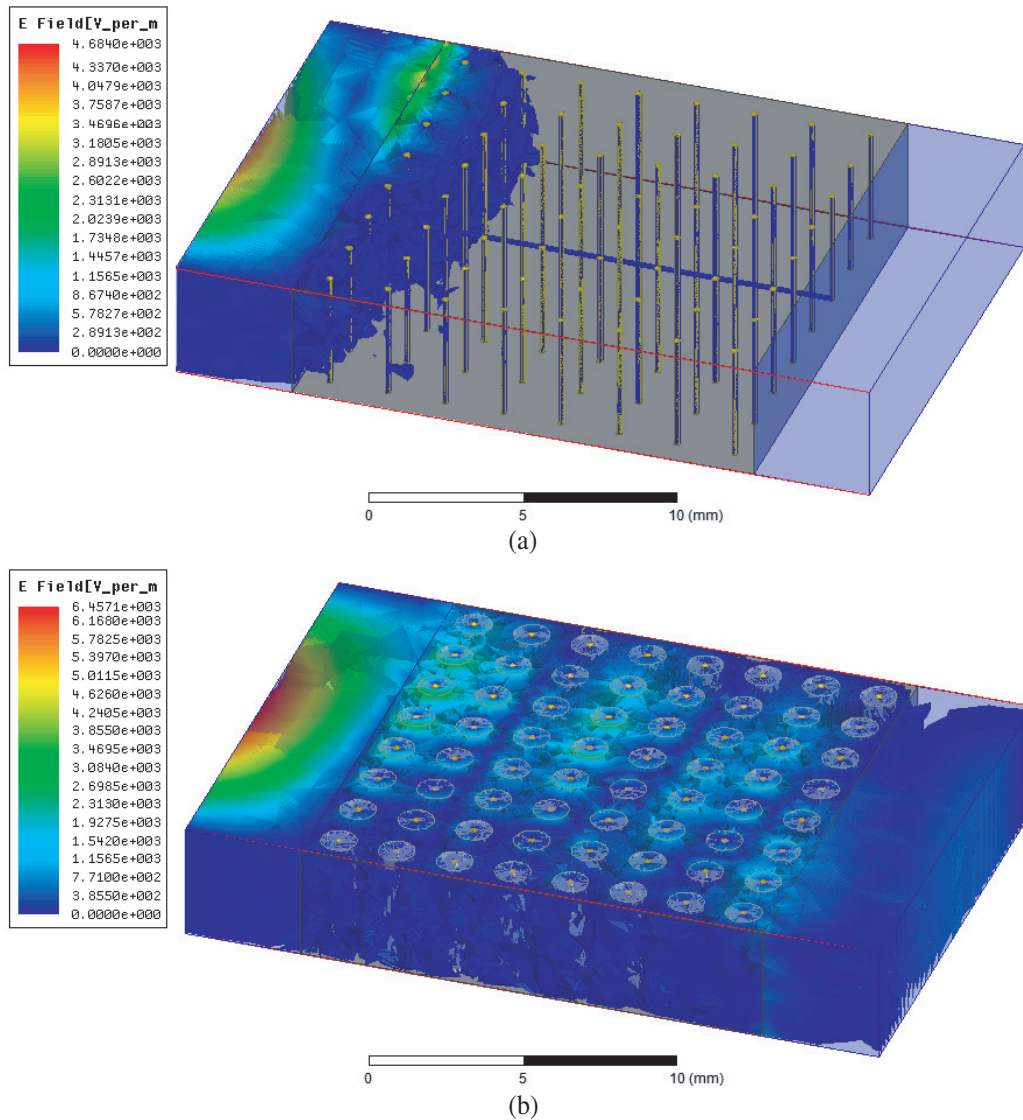 E Field[V_per_m
4.6840e+003
4.3370e+003
4.0479e+003
3.7587e+003
3.4696e+003
3.1805e+003
2.8913e+003
2.6022e+003
2.3131e+003
2.0239e+003
1.7348e+003
1.4457e+003
1.1565e+003
8.6740e+002
5.7827e+002
2.8913e+002
0.0000e+000
0 5 10 (mm)
(a)
E Field[V_per_m
6.4571e+003
6.1680e+003
5.7825e+003
5.3970e+003
5.0115e+003
4.6260e+003
4.2405e+003
3.8550e+003
3.4695e+003
3.0840e+003
2.6985e+003
2.3130e+003
1.9275e+003
1.5420e+003
1.1565e+003
7.7100e+002
3.8550e+002
0.0000e+000
0 5 10 (mm)
(b)